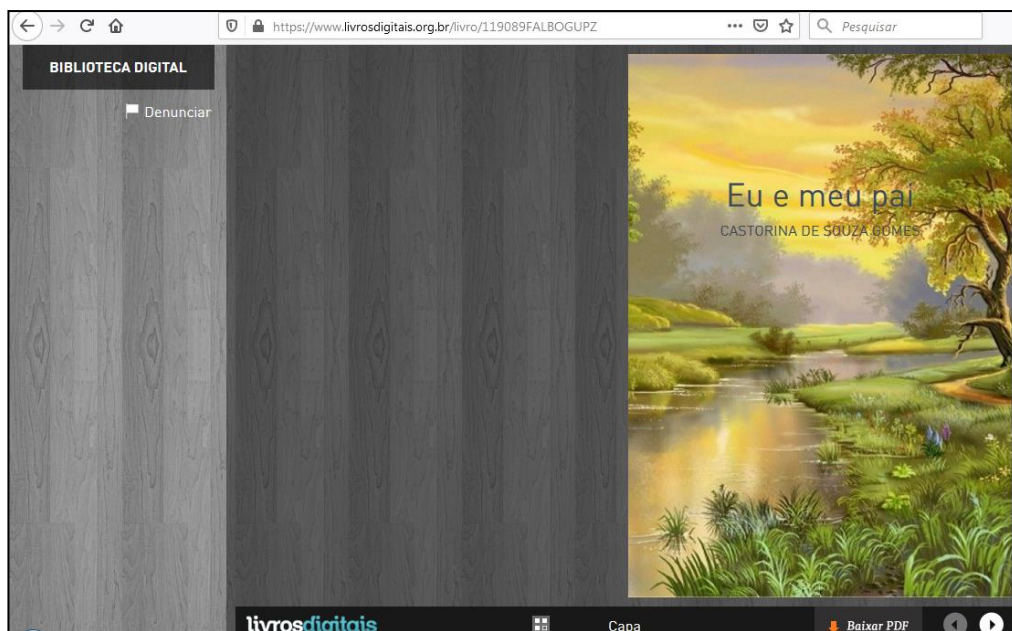 https://www.livrosdigitais.org.br/livro/119089FALBOGUPZ
Pesquisar
BIBLIOTECA DIGITAL
Denunciar
Eu e meu pai
CASTORINA DE SOUZA GOMES
livrosdigitais
Capa
Baixar PDF